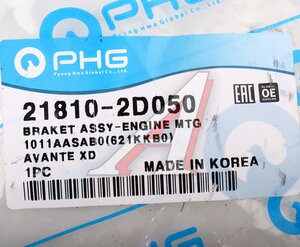 PHG
Pyung Hwa Global Co., Ltd.
21810-2D050
BRAKET ASSY-ENGINE MTG
1011AASAB0(621KKB0)
AVANTE XD
1PC
MADE IN KOREA
EAC
OE